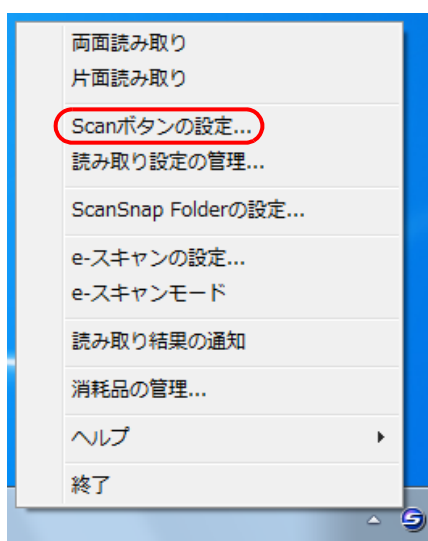 両面読み取り
片面読み取り
Scanボタンの設定...
読み取り設定の管理...
ScanSnap Folderの設定...
e-スキャンの設定...
e-スキャンモード
読み取り結果の通知
消耗品の管理...
ヘルプ
終了